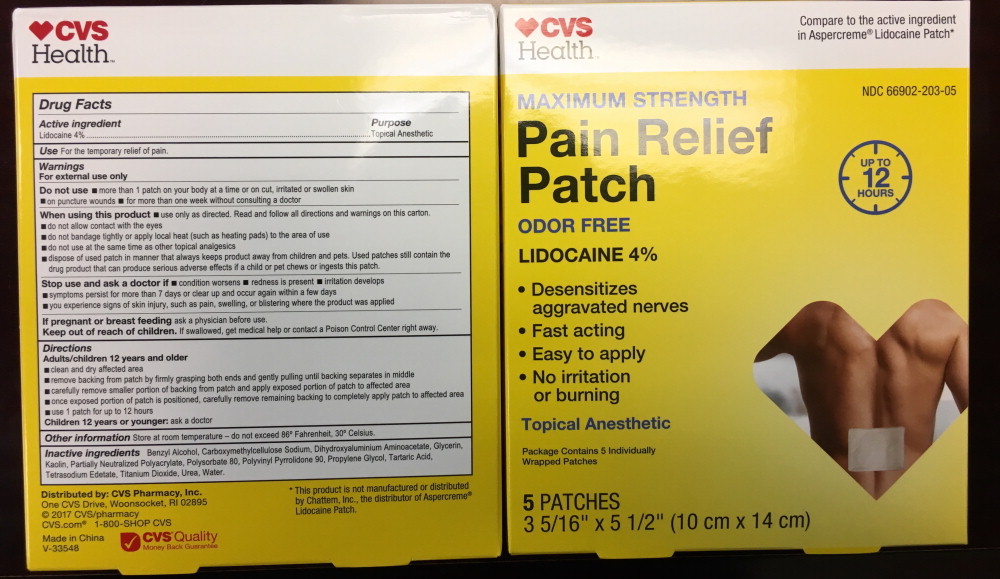 CVS
Health™
Drug Facts
Active ingredient Purpose
Lidocaine 4%........Topical Anesthetic
Use For the temporary relief of pain.
Warnings
For external use only
Do not use ■ more than 1 patch on your body at a time or on cut, irritated or swollen skin
■ on puncture wounds ■ for more than one week without consulting a doctor
When using this product ■ use only as directed. Read and follow all directions and warnings on this carton.
■ do not allow contact with the eyes
■ do not bandage tightly or apply local heat (such as heating pads) to the area of use
■ do not use at the same time as other topical analgesics
■ dispose of used patch in manner that always keeps product away from children and pets. Used patches still contain the
drug product that can produce serious adverse effects if a child or pet chews or ingests this patch.
Stop use and ask a doctor if ■ condition worsens ■ redness is present ■ irritation develops
■ symptoms persist for more than 7 days or clear up and occur again within a few days
■ you experience signs of skin injury, such as pain, swelling, or blistering where the product was applied
If pregnant or breast feeding ask a physician before use.
Keep out of reach of children. If swallowed, get medical help or contact a Poison Control Center right away.
Directions
Adults/children 12 years and older
■ clean and dry affected area
■ remove backing from patch by firmly grasping both ends and gently pulling until backing separates in middle
■ carefully remove smaller portion of backing from patch and apply exposed portion of patch to affected area
■ once exposed portion of patch is positioned, carefully remove remaining backing to completely apply patch to affected area
■ use 1 patch for up to 12 hours
Children 12 years or younger: ask a doctor
Other information Store at room temperature – do not exceed 86º Fahrenheit, 30º Celsius.
Inactive ingredients Benzyl Alcohol, Carboxymethylcellulose Sodium, Dihydroxyaluminium Aminoacetate, Glycerin,
Kaolin, Partially Neutralized Polyacrylate, Polysorbate 80, Polyvinyl Pyrrolidone 90, Propylene Glycol, Tartaric Acid,
Tetrasodium Edetate, Titanium Dioxide, Urea, Water.
Distributed by: CVS Pharmacy, Inc.
One CVS Drive, Woonsocket, RI 02895
© 2017 CVS/pharmacy
CVS.com® 1-800-SHOP CVS
Made in China
V-33548
CVS Quality
Money Back Guarantee
* This product is not manufactured or distributed
by Chattem, Inc., the distributor of Aspercreme®
Lidocaine Patch.
CVS
Health™
Compare to the active ingredient
in Aspercreme® Lidocaine Patch*
NDC 66902-203-05
MAXIMUM STRENGTH
Pain Relief
Patch
UP TO
12
HOURS
ODOR FREE
LIDOCAINE 4%
• Desensitizes
aggravated nerves
• Fast acting
• Easy to apply
• No irritation
or burning
Topical Anesthetic
Package Contains 5 Individually
Wrapped Patches
5 PATCHES
3 5/16" x 5 1/2" (10 cm x 14 cm)